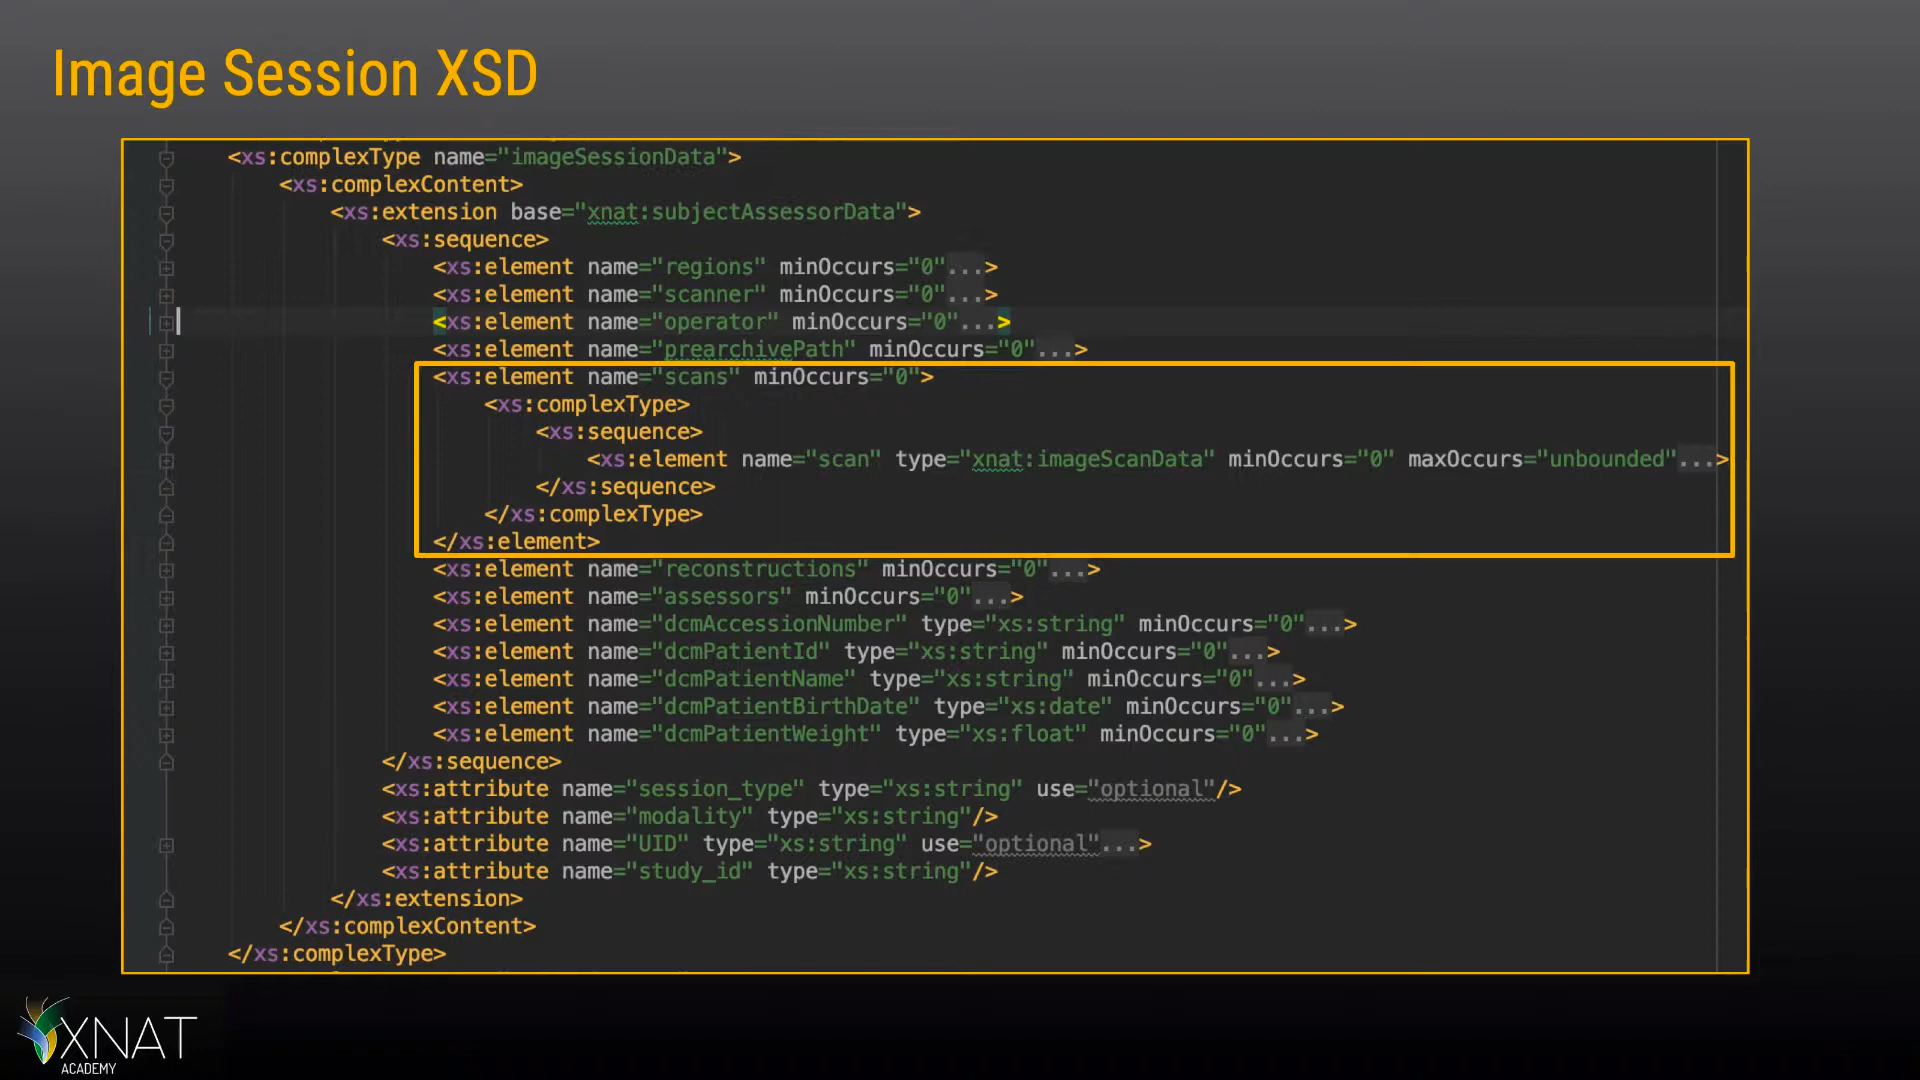 Image Session XSD
<xs:complexType name="imageSessionData">
<xs:complexContent>
<xs:extension base="xnat:subjectAssessorData">
<xs:sequence>
<xs:element name="regions" minOccurs="0"...>
<xs:element name="scanner" minOccurs="0"...>
<xs:element name="operator" minOccurs="0"...>
<xs:element name="prearchivePath" minOccurs="0"...>
<xs:element name="scans" minOccurs="0">
<xs:complexType>
<xs:sequence>
<xs:element name="scan" type="xnat:imageScanData" minOccurs="0" maxOccurs="unbounded"...>
</xs:sequence>
</xs:complexType>
</xs:element>
<xs:element name="reconstructions" minOccurs="0"...>
<xs:element name="assessors" minOccurs="0"...>
<xs:element name="dcmAccessionNumber" type="xs:string" minOccurs="0"...>
<xs:element name="dcmPatientId" type="xs:string" minOccurs="0"...>
<xs:element name="dcmPatientName" type="xs:string" minOccurs="0"...>
<xs:element name="dcmPatientBirthDate" type="xs:date" minOccurs="0"...>
<xs:element name="dcmPatientWeight" type="xs:float" minOccurs="0"...>
</xs:sequence>
<xs:attribute name="session_type" type="xs:string" use="optional"/>
<xs:attribute name="modality" type="xs:string"/>
<xs:attribute name="UID" type="xs:string" use="optional"...>
<xs:attribute name="study_id" type="xs:string"/>
</xs:extension>
</xs:complexContent>
</xs:complexType>
XNAT
ACADEMY